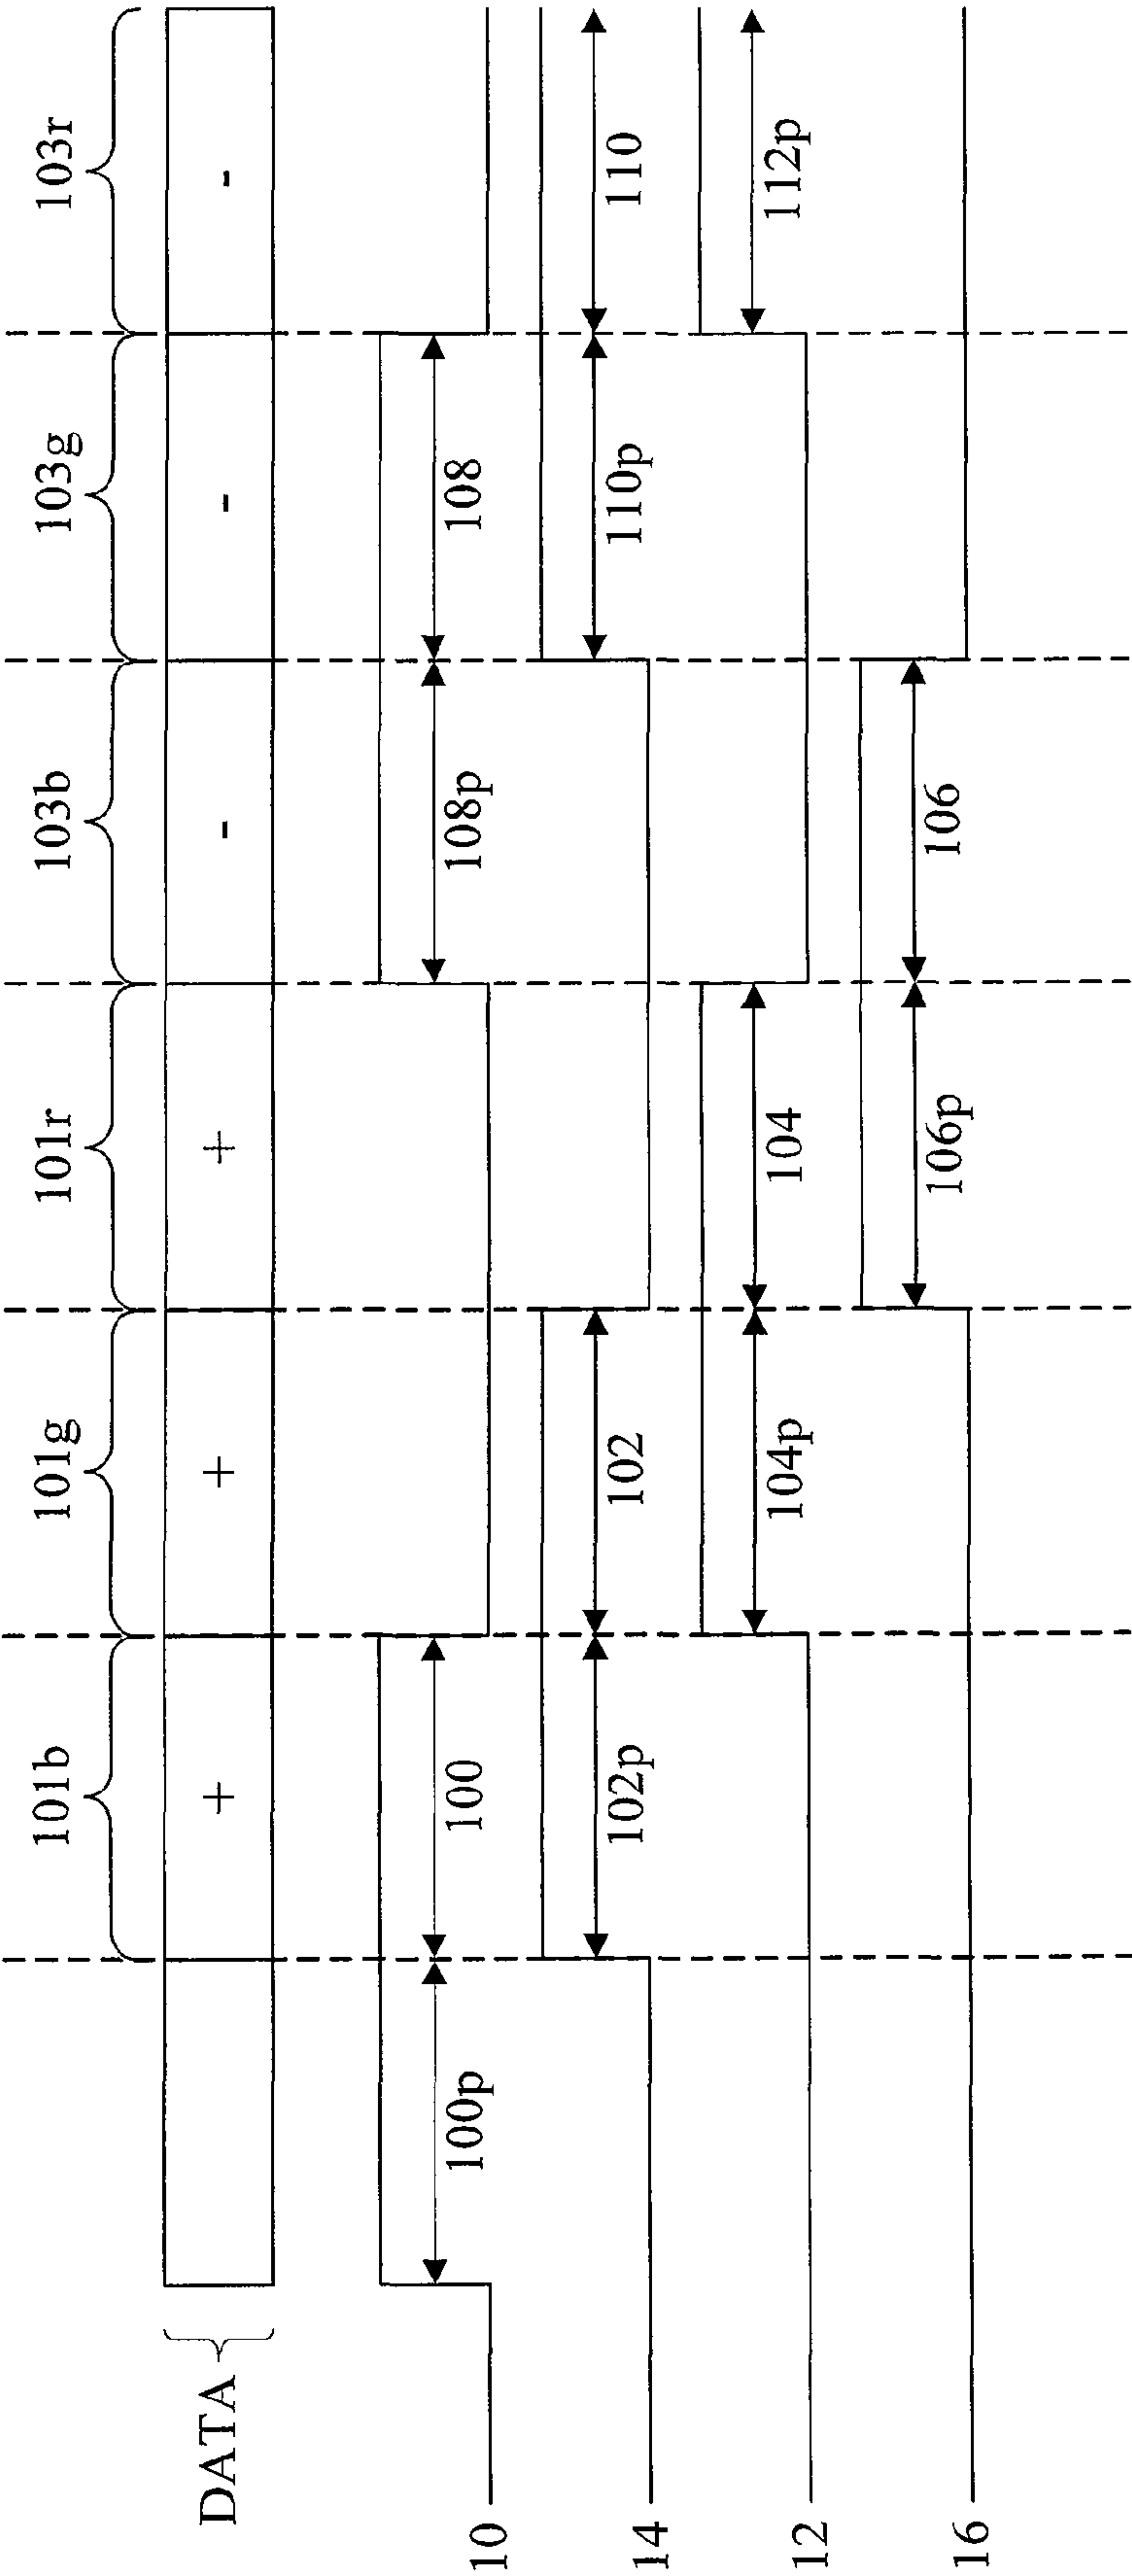 101b 101g 101r 103b 103g 103r
DATA + + + - - -
10
100p 100 108p 108
14
102p 102 110p 110
12
104p 104 112p
16
106p 106